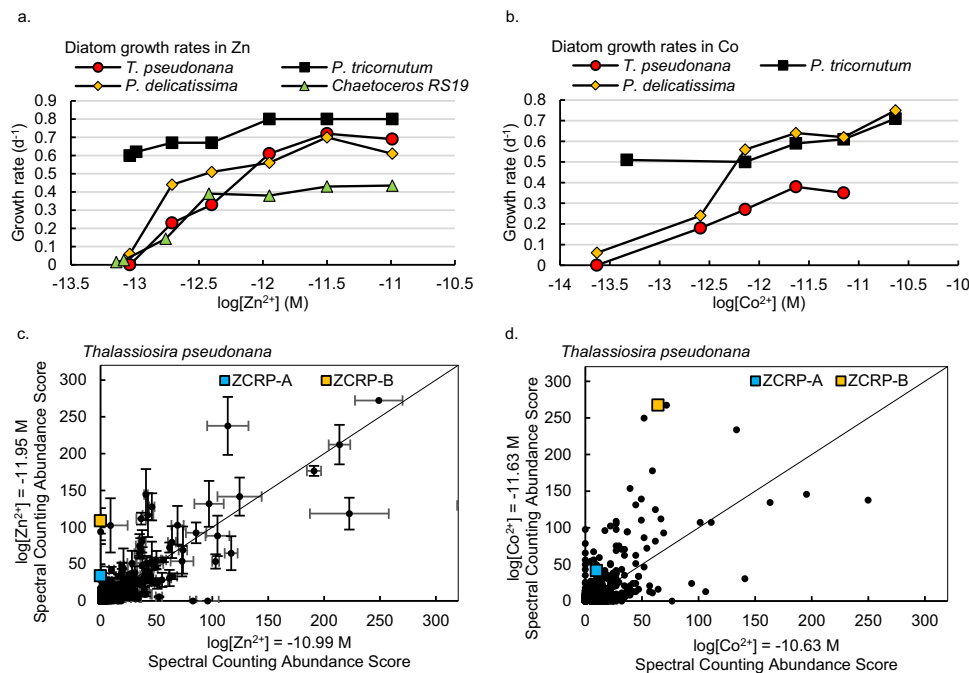 a.
Diatom growth rates in Zn
T. pseudonana
P. tricornutum
P. delicatissima
Chaetoceros RS19
Growth rate (d⁻¹)
0.9
0.8
0.7
0.6
0.5
0.4
0.3
0.2
0.1
0
-13.5 -13 -12.5 -12 -11.5 -11 -10.5
log[Zn²⁺] (M)
b.
Diatom growth rates in Co
T. pseudonana
P. tricornutum
P. delicatissima
Growth rate (d⁻¹)
0.8
0.7
0.6
0.5
0.4
0.3
0.2
0.1
0
-14 -13.5 -13 -12.5 -12 -11.5 -11 -10.5 -10
log[Co²⁺] (M)
c.
Thalassiosira pseudonana
ZCRP-A ZCRP-B
log[Zn²⁺] = -11.95 M
Spectral Counting Abundance Score
300
250
200
150
100
50
0
0 50 100 150 200 250 300
log[Zn²⁺] = -10.99 M
Spectral Counting Abundance Score
d.
Thalassiosira pseudonana
ZCRP-A ZCRP-B
log[Co²⁺] = -11.63 M
Spectral Counting Abundance Score
300
250
200
150
100
50
0
0 50 100 150 200 250 300
log[Co²⁺] = -10.63 M
Spectral Counting Abundance Score